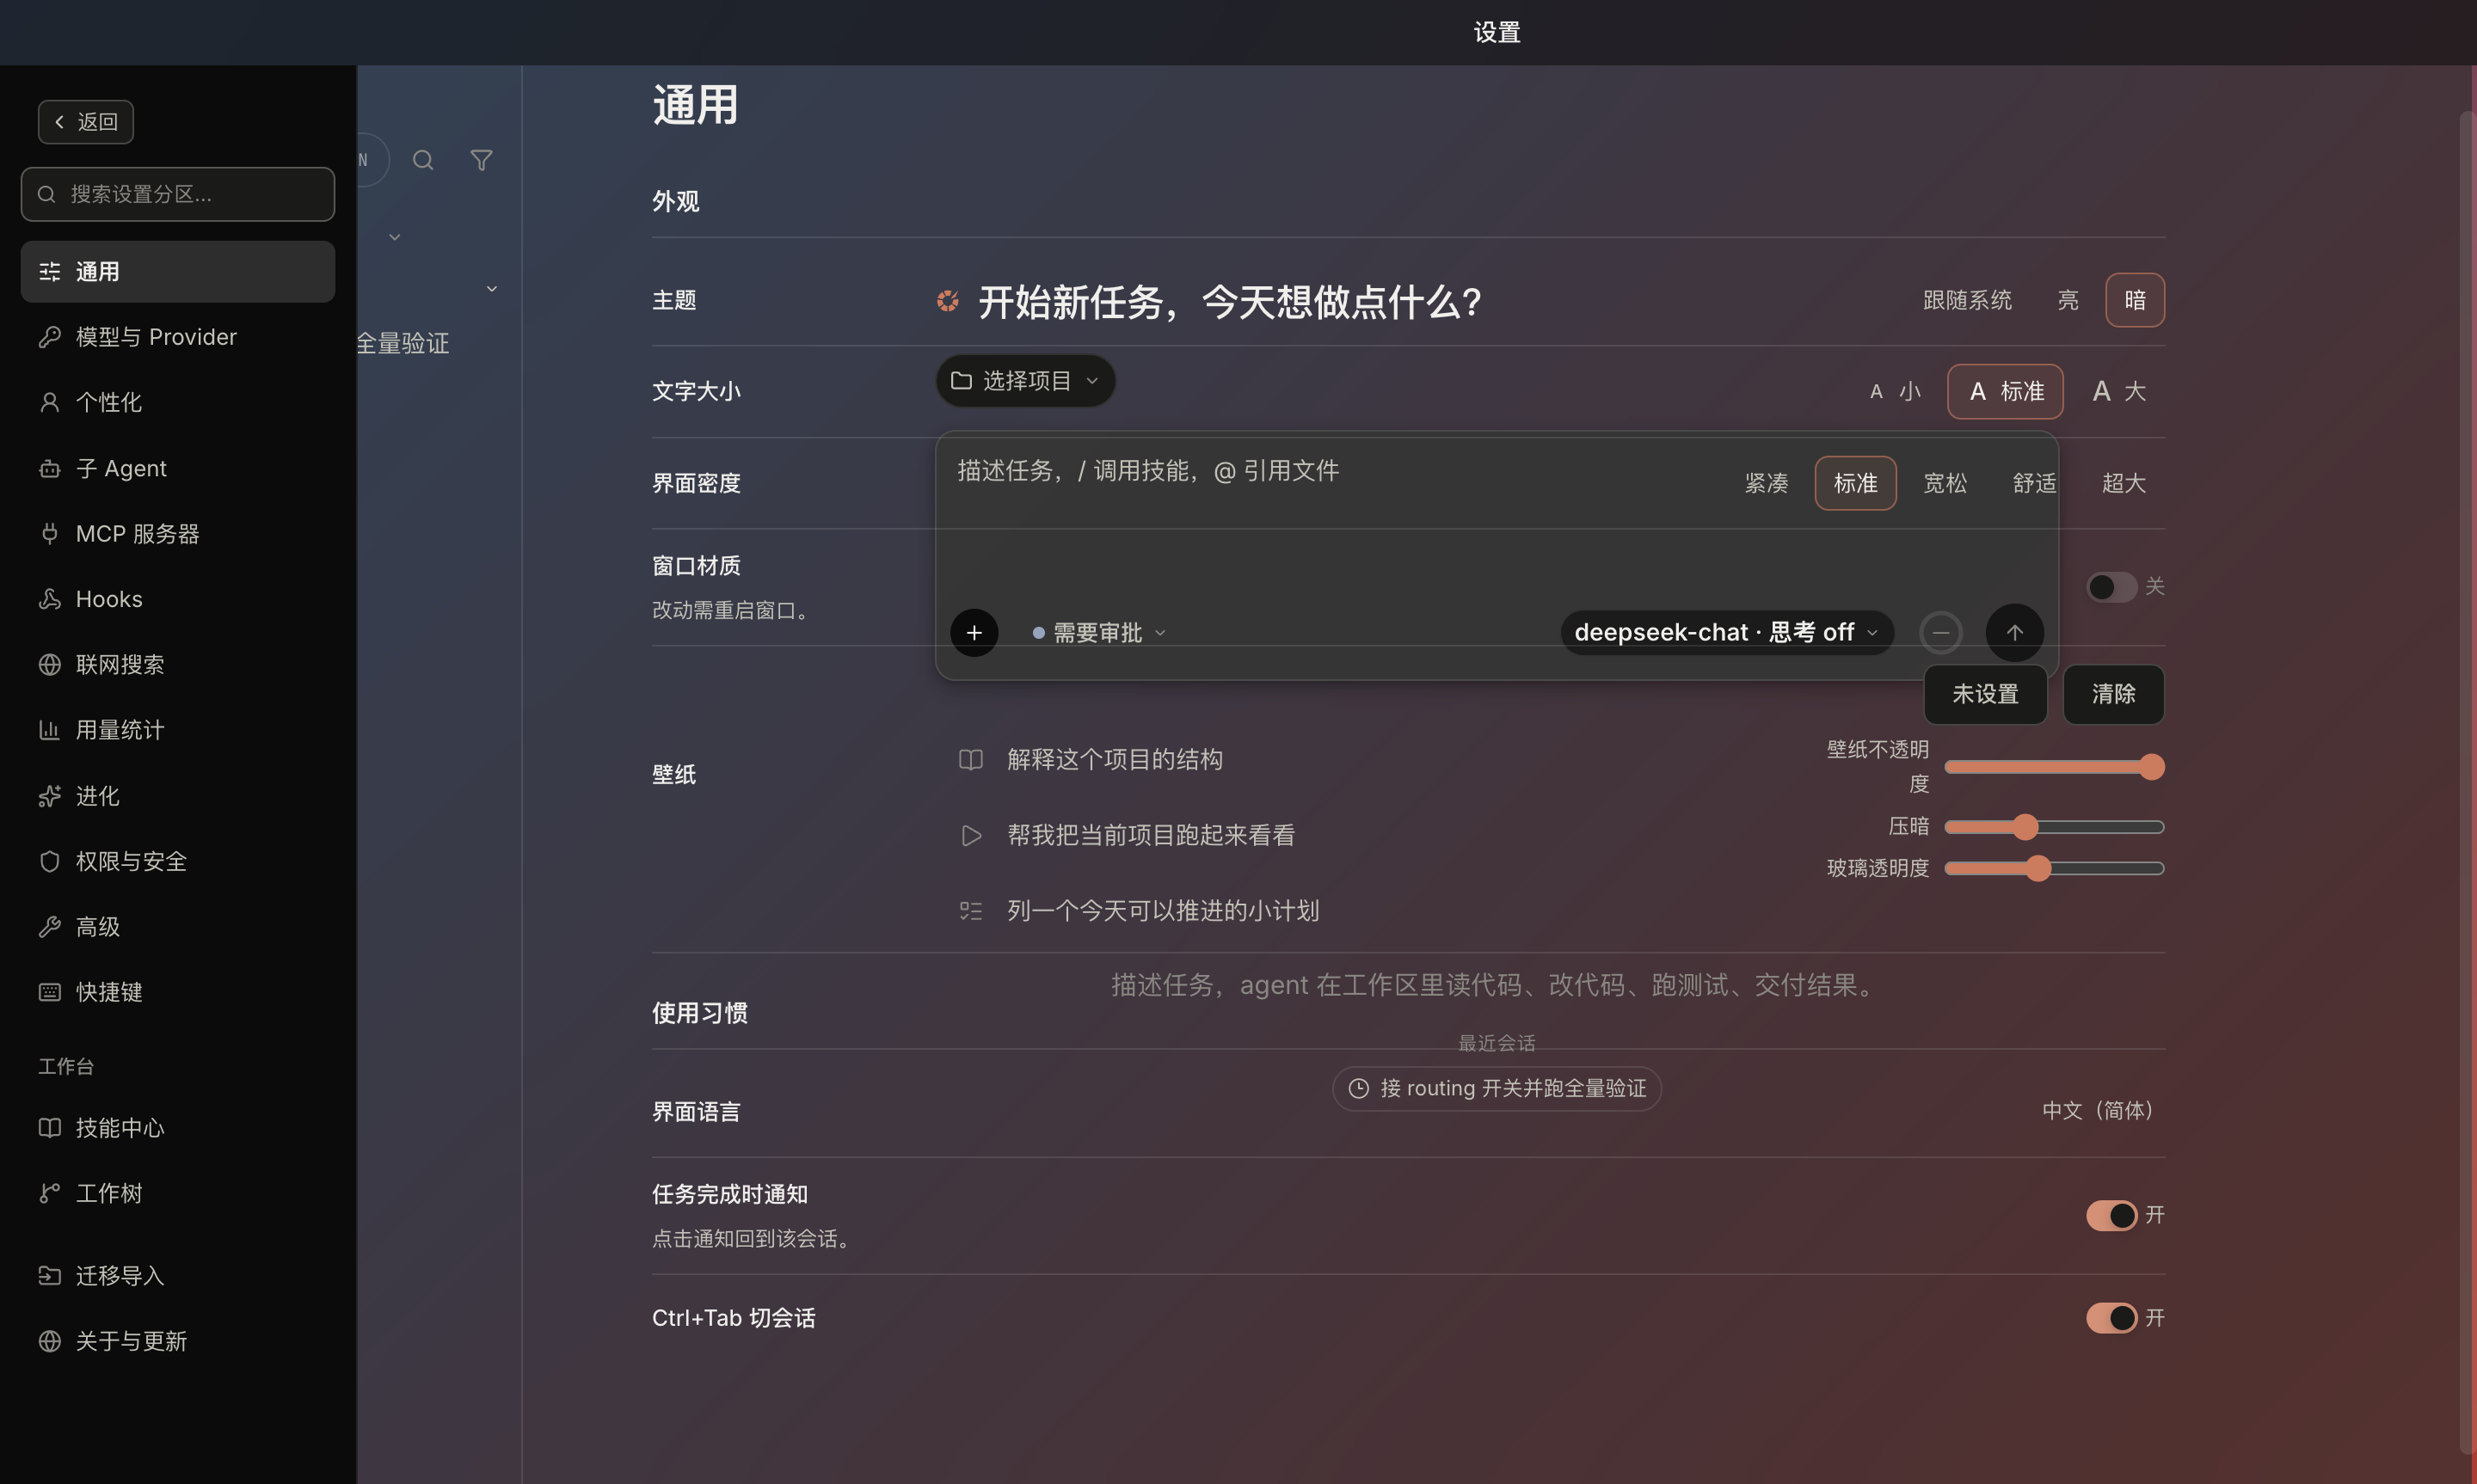 设置
返回
搜索设置分区...
通用
模型与 Provider
个性化
子 Agent
MCP 服务器
Hooks
联网搜索
用量统计
进化
权限与安全
高级
快捷键
工作台
技能中心
工作树
迁移导入
关于与更新
N
全量验证
通用
外观
主题
开始新任务，今天想做点什么？
跟随系统 亮 暗
文字大小
选择项目
A 小 A 标准 A 大
界面密度
描述任务，/ 调用技能，@ 引用文件
紧凑 标准 宽松 舒适 超大
窗口材质
改动需重启窗口。
关
需要审批
deepseek-chat · 思考 off
未设置 清除
壁纸
解释这个项目的结构
帮我把当前项目跑起来看看
列一个今天可以推进的小计划
壁纸不透明
度
压暗
玻璃透明度
描述任务，agent 在工作区里读代码、改代码、跑测试、交付结果。
使用习惯
最近会话
接 routing 开关并跑全量验证
界面语言
中文（简体）
任务完成时通知
点击通知回到该会话。
开
Ctrl+Tab 切会话
开